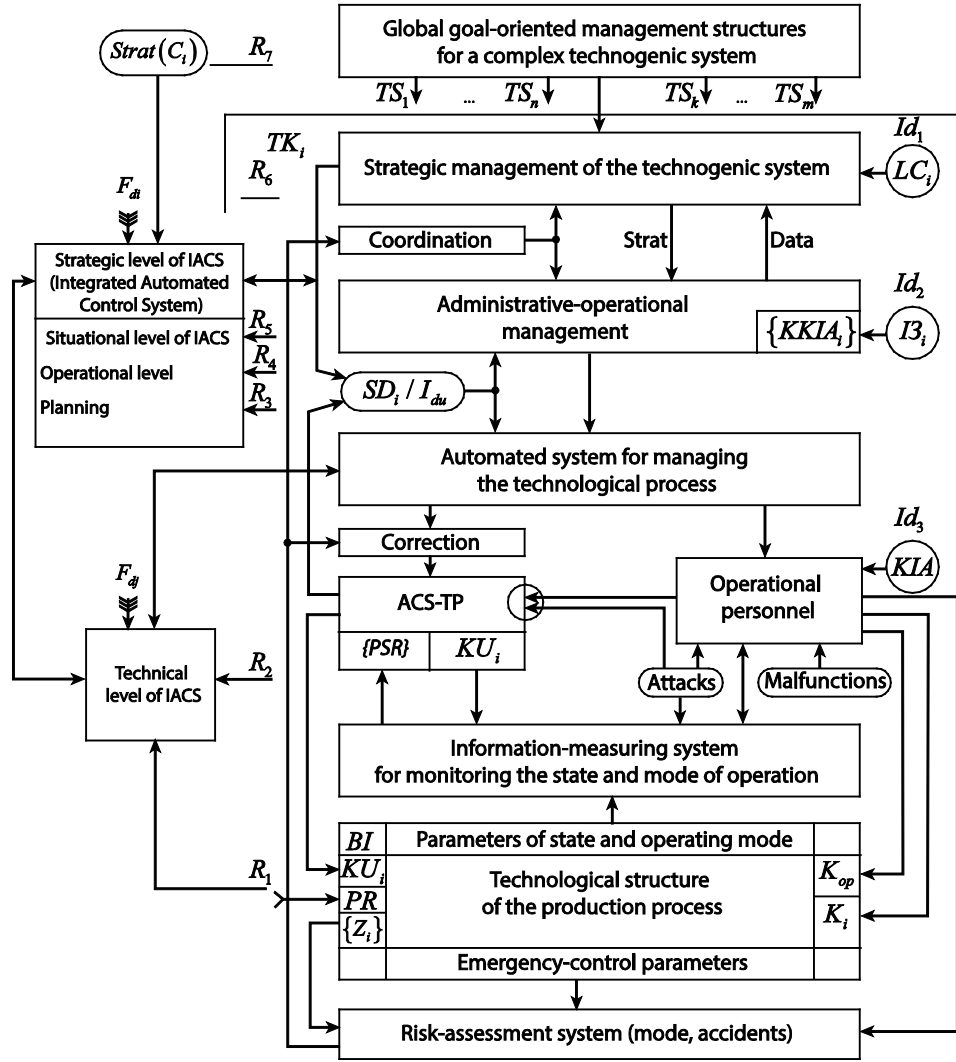 Global goal-oriented management structures
for a complex technogenic system
Strat(C_i)
R_7
TS_1 ... TS_n TS_k ... TS_m
TK_i
R_6
Strategic management of the technogenic system
Id_1
LC_i
F_di
Coordination
Strat
Data
Strategic level of IACS
(Integrated Automated
Control System)
Situational level of IACS
R_5
Operational level
R_4
Planning
R_3
Administrative-operational
management
{KKIA_i}
Id_2
I3_i
SD_i / I_du
Automated system for managing
the technological process
Correction
Id_3
KIA
F_dj
ACS-TP
{PSR}
KU_i
Operational
personnel
Technical
level of IACS
R_2
Attacks
Malfunctions
Information-measuring system
for monitoring the state and mode of operation
BI
Parameters of state and operating mode
R_1
KU_i
PR
{Z_i}
Technological structure
of the production process
K_op
K_i
Emergency-control parameters
Risk-assessment system (mode, accidents)